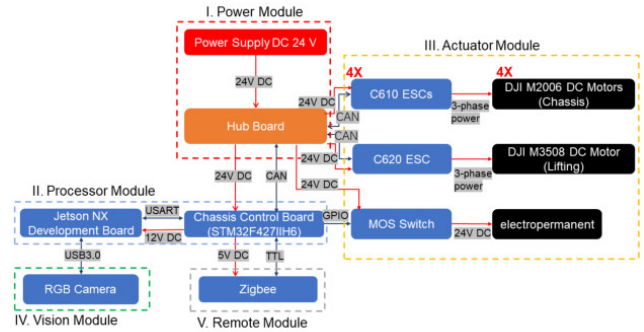 I. Power Module
Power Supply DC 24 V
24V DC
Hub Board
III. Actuator Module
4X
4X
24V DC
C610 ESCs
3-phase
power
DJI M2006 DC Motors
(Chassis)
CAN
CAN
24V DC
C620 ESC
3-phase
power
DJI M3508 DC Motor
(Lifting)
24V DC
CAN
24V DC
II. Processor Module
Jetson NX
Development Board
USART
12V DC
Chassis Control Board
(STM32F427IIH6)
GPIO
MOS Switch
24V DC
electropermanent
USB3.0
5V DC
TTL
RGB Camera
Zigbee
IV. Vision Module
V. Remote Module